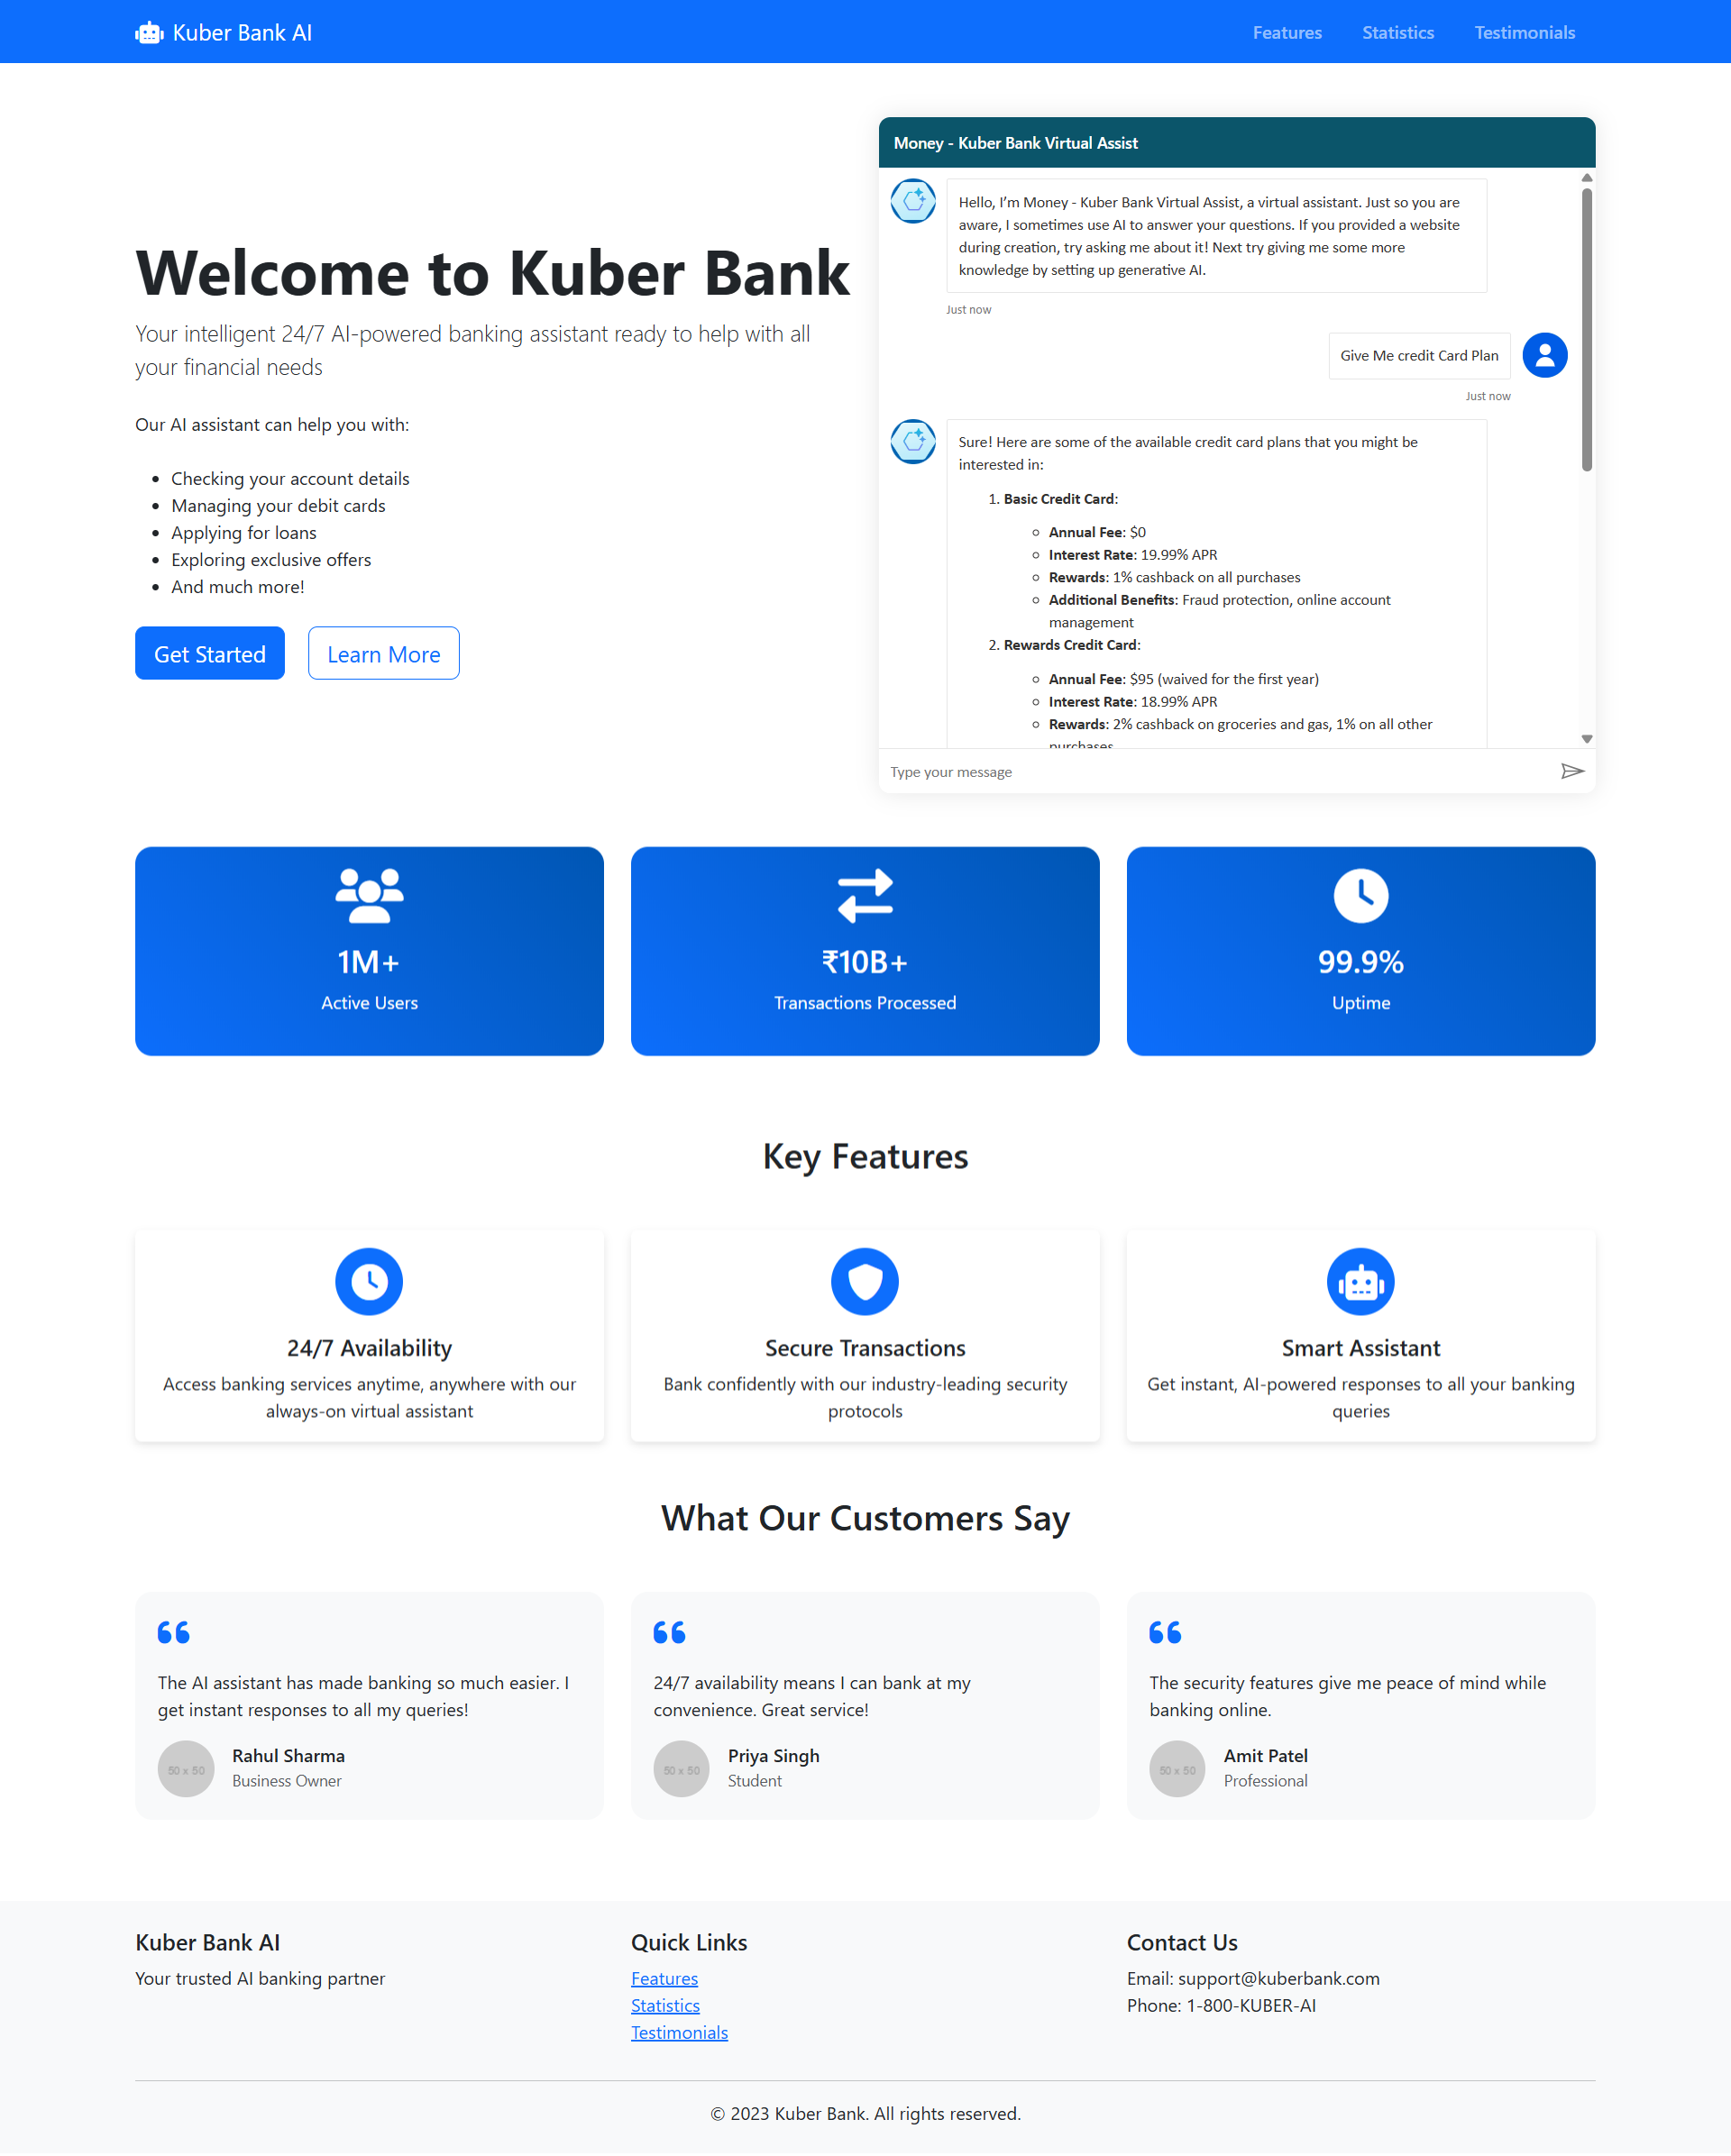 Kuber Bank AI
Features
Statistics
Testimonials
Welcome to Kuber Bank
Your intelligent 24/7 AI-powered banking assistant ready to help with all
your financial needs
Our AI assistant can help you with:
Checking your account details
Managing your debit cards
Applying for loans
Exploring exclusive offers
And much more!
Get Started
Learn More
Money - Kuber Bank Virtual Assist
Hello, I'm Money - Kuber Bank Virtual Assist, a virtual assistant. Just so you are
aware, I sometimes use AI to answer your questions. If you provided a website
during creation, try asking me about it! Next try giving me some more
knowledge by setting up generative AI.
Just now
Give Me credit Card Plan
Just now
Sure! Here are some of the available credit card plans that you might be
interested in:
1. Basic Credit Card:
Annual Fee: $0
Interest Rate: 19.99% APR
Rewards: 1% cashback on all purchases
Additional Benefits: Fraud protection, online account
management
2. Rewards Credit Card:
Annual Fee: $95 (waived for the first year)
Interest Rate: 18.99% APR
Rewards: 2% cashback on groceries and gas, 1% on all other
purchases
Type your message
1M+
Active Users
₹10B+
Transactions Processed
99.9%
Uptime
Key Features
24/7 Availability
Access banking services anytime, anywhere with our
always-on virtual assistant
Secure Transactions
Bank confidently with our industry-leading security
protocols
Smart Assistant
Get instant, AI-powered responses to all your banking
queries
What Our Customers Say
The AI assistant has made banking so much easier. I
get instant responses to all my queries!
50 x 50
Rahul Sharma
Business Owner
24/7 availability means I can bank at my
convenience. Great service!
50 x 50
Priya Singh
Student
The security features give me peace of mind while
banking online.
50 x 50
Amit Patel
Professional
Kuber Bank AI
Your trusted AI banking partner
Quick Links
Features
Statistics
Testimonials
Contact Us
Email: support@kuberbank.com
Phone: 1-800-KUBER-AI
© 2023 Kuber Bank. All rights reserved.